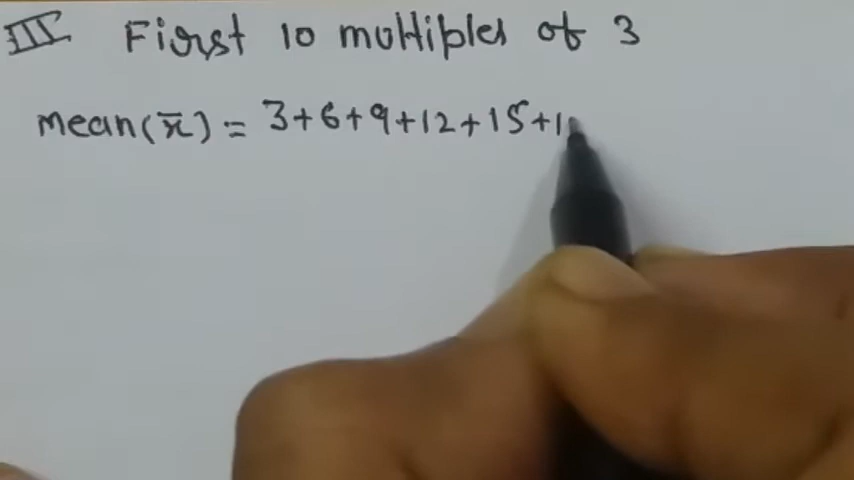 III First 10 multiples of 3
mean(x̄) = 3+6+9+12+15+1